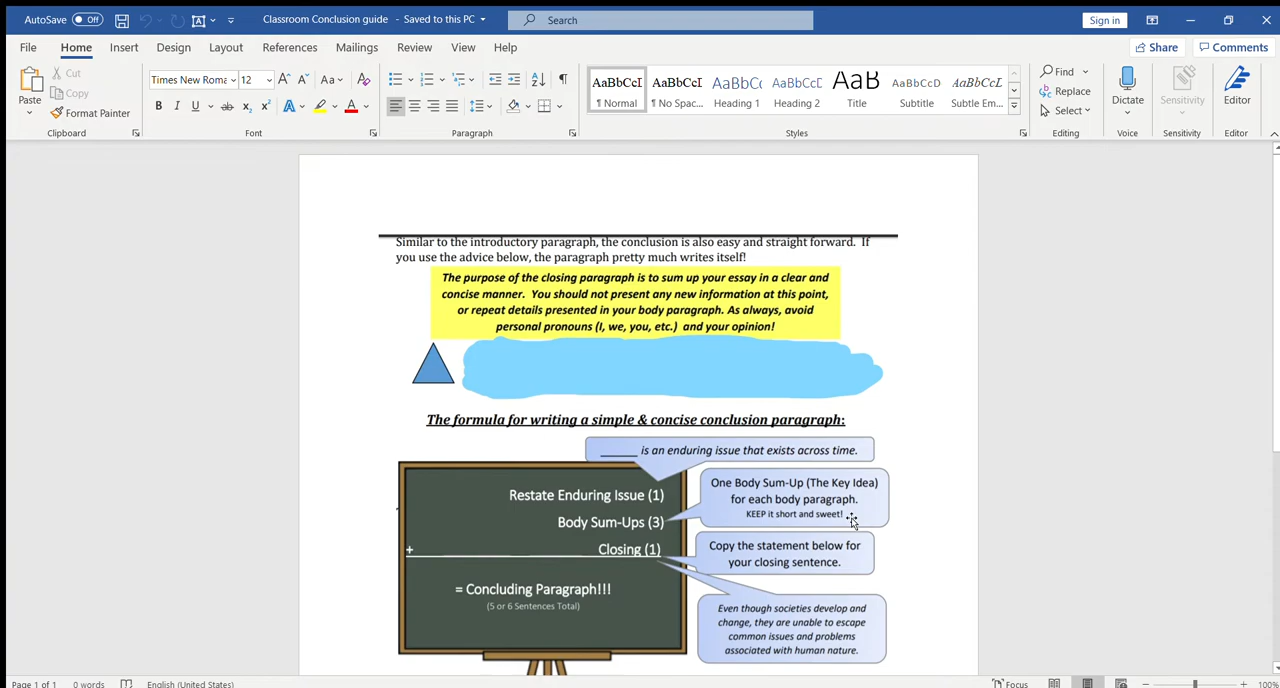 AutoSave Off Classroom Conclusion guide - Saved to this PC Search Sign in
File Home Insert Design Layout References Mailings Review View Help Share Comments
Paste Cut Copy Format Painter
Times New Roma 12 Aa
AaBbCcI AaBbCcI AaBbC AaBbCcI AaB AaBbCcD AaBbCcI
¶ Normal ¶ No Spac... Heading 1 Heading 2 Title Subtitle Subtle Em...
Find Replace Select Dictate Sensitivity Editor
Clipboard Font Paragraph Styles Editing Voice Sensitivity Editor
Similar to the introductory paragraph, the conclusion is also easy and straight forward. If
you use the advice below, the paragraph pretty much writes itself!
The purpose of the closing paragraph is to sum up your essay in a clear and
concise manner. You should not present any new information at this point,
or repeat details presented in your body paragraph. As always, avoid
personal pronouns (I, we, you, etc.) and your opinion!
The formula for writing a simple & concise conclusion paragraph:
______ is an enduring issue that exists across time.
Restate Enduring Issue (1)
Body Sum-Ups (3)
+ Closing (1)
= Concluding Paragraph!!!
(5 or 6 Sentences Total)
One Body Sum-Up (The Key Idea)
for each body paragraph.
KEEP it short and sweet!
Copy the statement below for
your closing sentence.
Even though societies develop and
change, they are unable to escape
common issues and problems
associated with human nature.
Page 1 of 1 0 words English (United States) Focus 100%